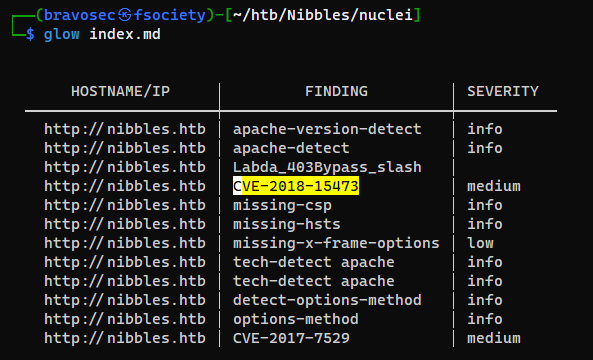 ┌──(bravosec㉿fsociety)-[~/htb/Nibbles/nuclei]
└─$ glow index.md
HOSTNAME/IP │ FINDING │ SEVERITY
http://nibbles.htb │ apache-version-detect │ info
http://nibbles.htb │ apache-detect │ info
http://nibbles.htb │ Labda_403Bypass_slash │
http://nibbles.htb │ CVE-2018-15473 │ medium
http://nibbles.htb │ missing-csp │ info
http://nibbles.htb │ missing-hsts │ info
http://nibbles.htb │ missing-x-frame-options │ low
http://nibbles.htb │ tech-detect apache │ info
http://nibbles.htb │ tech-detect apache │ info
http://nibbles.htb │ detect-options-method │ info
http://nibbles.htb │ options-method │ info
http://nibbles.htb │ CVE-2017-7529 │ medium